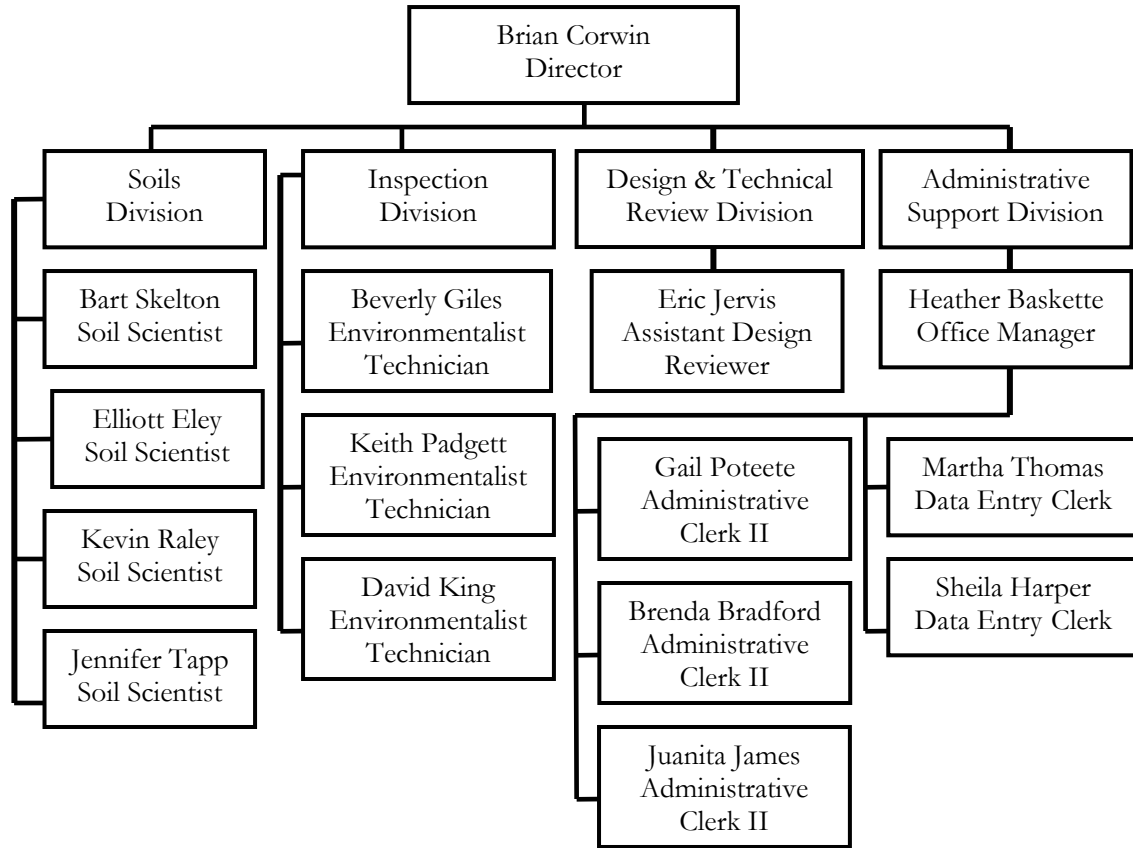 Brian Corwin
Director
Soils
Division
Inspection
Division
Design & Technical
Review Division
Administrative
Support Division
Bart Skelton
Soil Scientist
Elliott Eley
Soil Scientist
Kevin Raley
Soil Scientist
Jennifer Tapp
Soil Scientist
Beverly Giles
Environmentalist
Technician
Keith Padgett
Environmentalist
Technician
David King
Environmentalist
Technician
Eric Jervis
Assistant Design
Reviewer
Heather Baskette
Office Manager
Gail Poteete
Administrative
Clerk II
Brenda Bradford
Administrative
Clerk II
Juanita James
Administrative
Clerk II
Martha Thomas
Data Entry Clerk
Sheila Harper
Data Entry Clerk